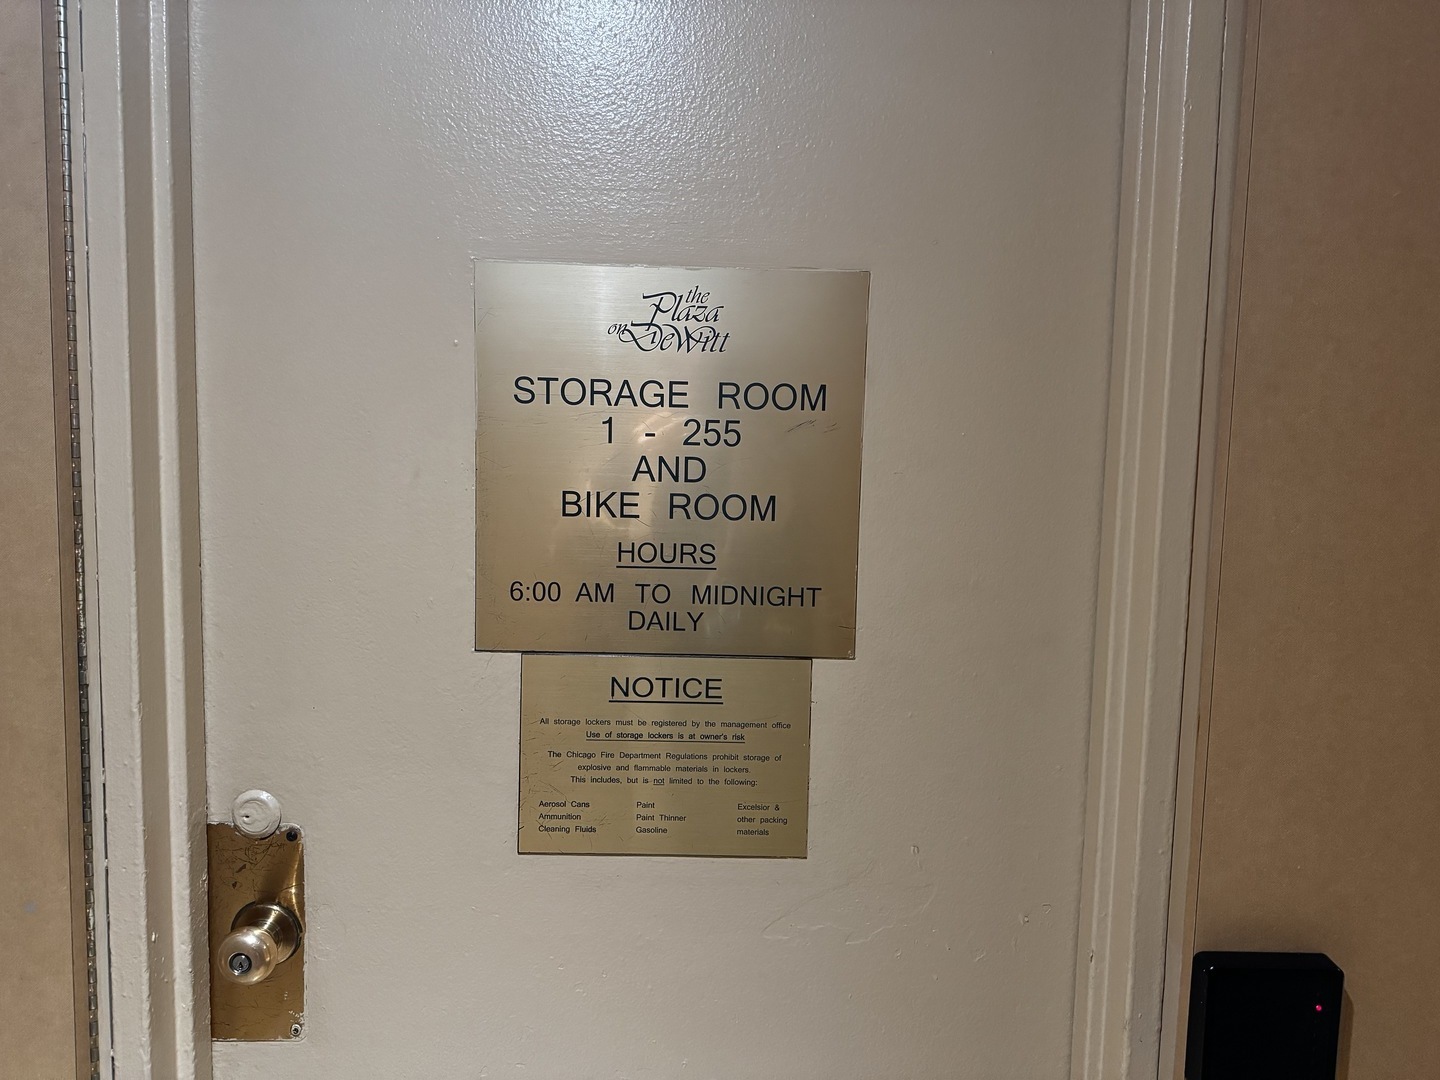 the
Plaza
on DeWitt
STORAGE ROOM
1 - 255
AND
BIKE ROOM
HOURS
6:00 AM TO MIDNIGHT
DAILY
NOTICE
All storage lockers must be registered by the management office
Use of storage lockers is at owner's risk
The Chicago Fire Department Regulations prohibit storage of
explosive and flammable materials in lockers.
This includes, but is not limited to the following:
Aerosol Cans Paint Excelsior &
Ammunition Paint Thinner other packing
Cleaning Fluids Gasoline materials